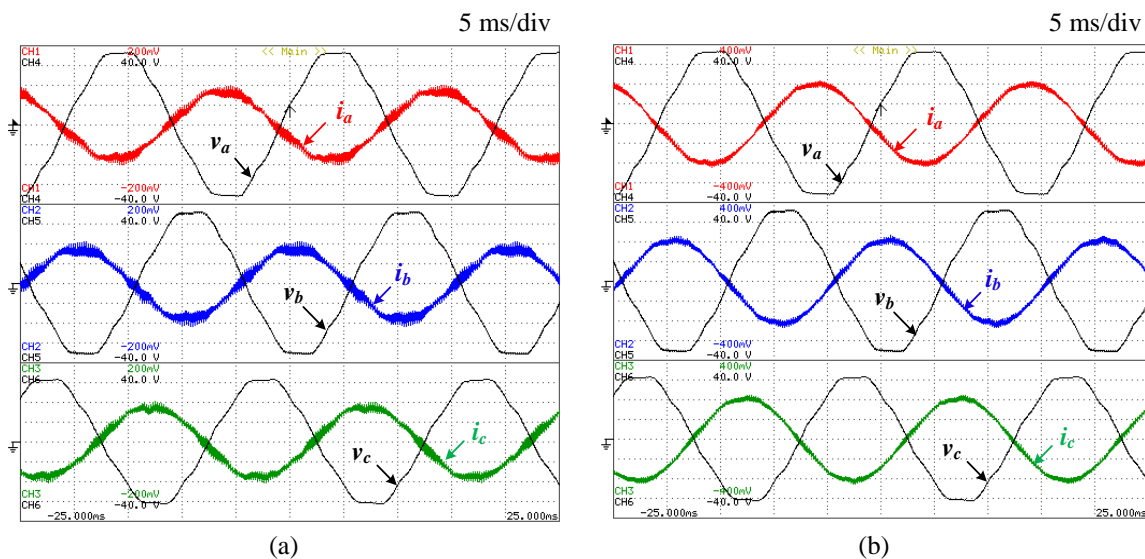 5 ms/div
CH1 200mV << Main >>
CH4 40.0 V
i_a
v_a
CH1 -200mV
CH4 -40.0 V
CH2 200mV
CH5 40.0 V
i_b
v_b
CH2 -200mV
CH5 -40.0 V
CH3 200mV
CH6 40.0 V
i_c
v_c
CH3 -200mV
CH6 -40.0 V
-25.000ms 25.000ms
(a)
5 ms/div
CH1 400mV << Main >>
CH4 40.0 V
i_a
v_a
CH1 -400mV
CH4 -40.0 V
CH2 400mV
CH5 40.0 V
i_b
v_b
CH2 -400mV
CH5 -40.0 V
CH3 400mV
CH6 40.0 V
i_c
v_c
CH3 -400mV
CH6 -40.0 V
-25.000ms 25.000ms
(b)